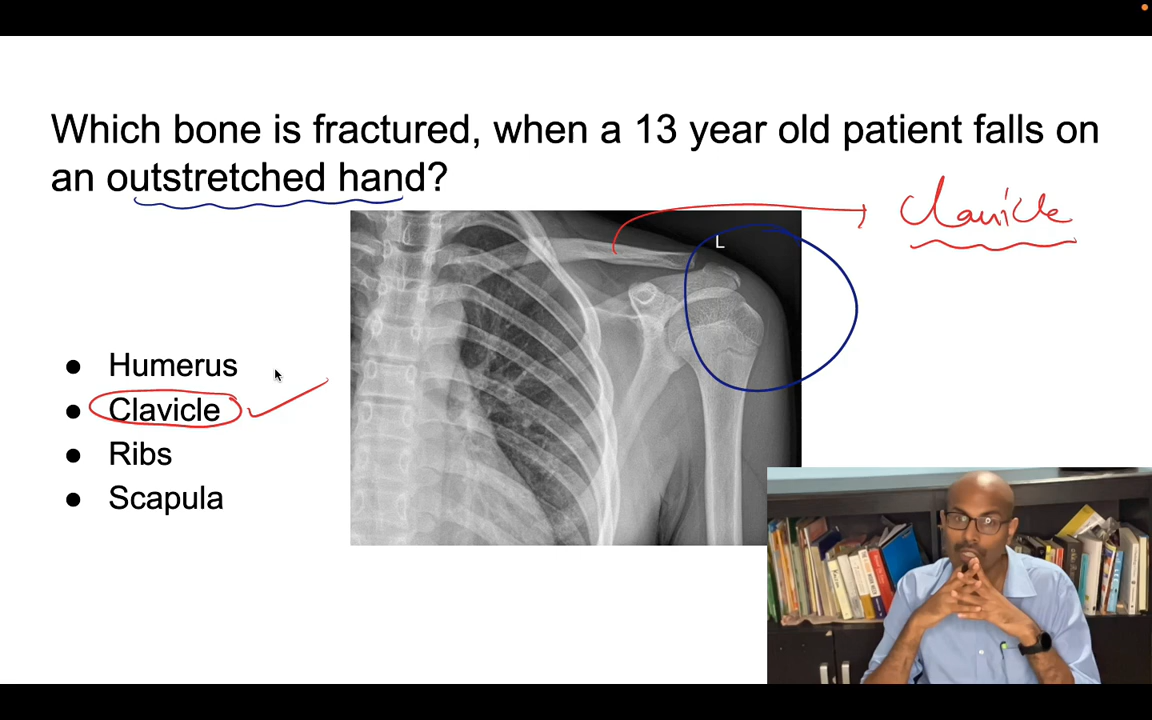 Which bone is fractured, when a 13 year old patient falls on
an outstretched hand?
Clavicle
L
● Humerus
● Clavicle
● Ribs
● Scapula